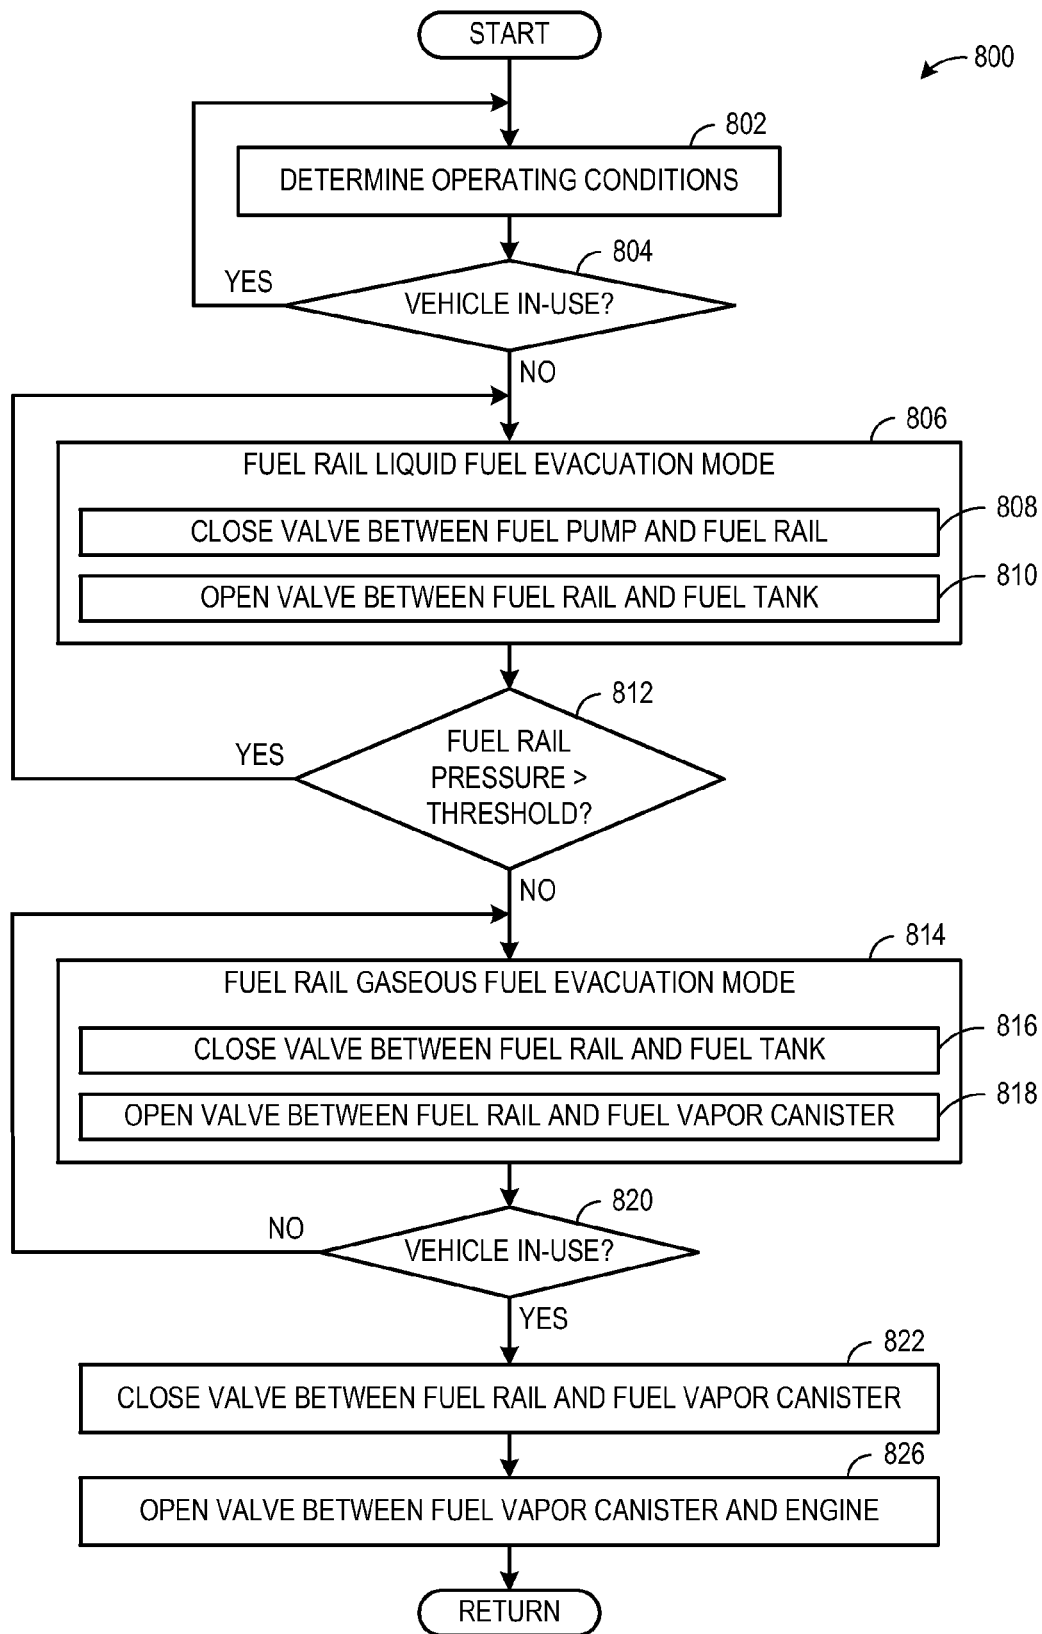 START
800
802
DETERMINE OPERATING CONDITIONS
804
YES
VEHICLE IN-USE?
NO
806
FUEL RAIL LIQUID FUEL EVACUATION MODE
808
CLOSE VALVE BETWEEN FUEL PUMP AND FUEL RAIL
810
OPEN VALVE BETWEEN FUEL RAIL AND FUEL TANK
812
YES
FUEL RAIL
PRESSURE >
THRESHOLD?
NO
814
FUEL RAIL GASEOUS FUEL EVACUATION MODE
816
CLOSE VALVE BETWEEN FUEL RAIL AND FUEL TANK
818
OPEN VALVE BETWEEN FUEL RAIL AND FUEL VAPOR CANISTER
820
NO
VEHICLE IN-USE?
YES
822
CLOSE VALVE BETWEEN FUEL RAIL AND FUEL VAPOR CANISTER
826
OPEN VALVE BETWEEN FUEL VAPOR CANISTER AND ENGINE
RETURN